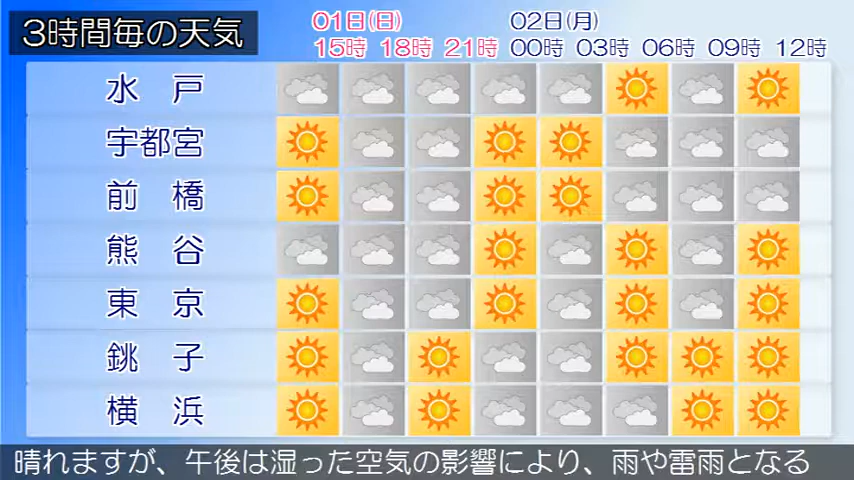 3時間毎の天気
01日(日) 02日(月)
15時 18時 21時 00時 03時 06時 09時 12時
水 戸
宇都宮
前 橋
熊 谷
東 京
銚 子
横 浜
晴れますが、午後は湿った空気の影響により、雨や雷雨となる